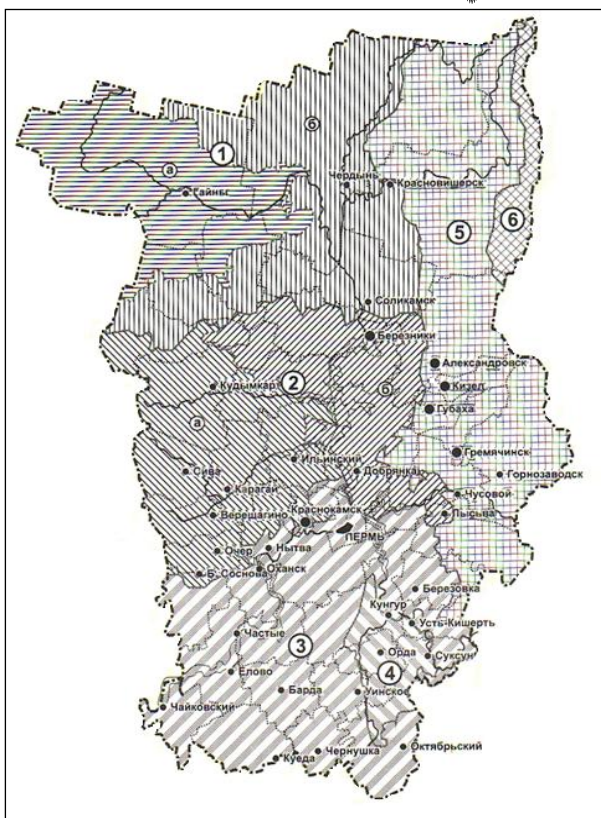 б
1
а
Гайны
Чердынь
Красновишерск
5
6
Соликамск
Березники
Александровск
Кудымкар
2
б
Кизел
Губаха
а
Ильинский
Гремячинск
Сива
Добрянка
Горнозаводск
Карагай
Чусовой
Верещагино
Краснокамск
Лысьва
ПЕРМЬ
Очер
Нытва
Оханск
Б. Соснова
Березовка
Кунгур
Усть-Кишерть
Частые
3
Орда
Суксун
4
Елово
Барда
Уинское
Чайковский
Октябрьский
Чернушка
Куеда